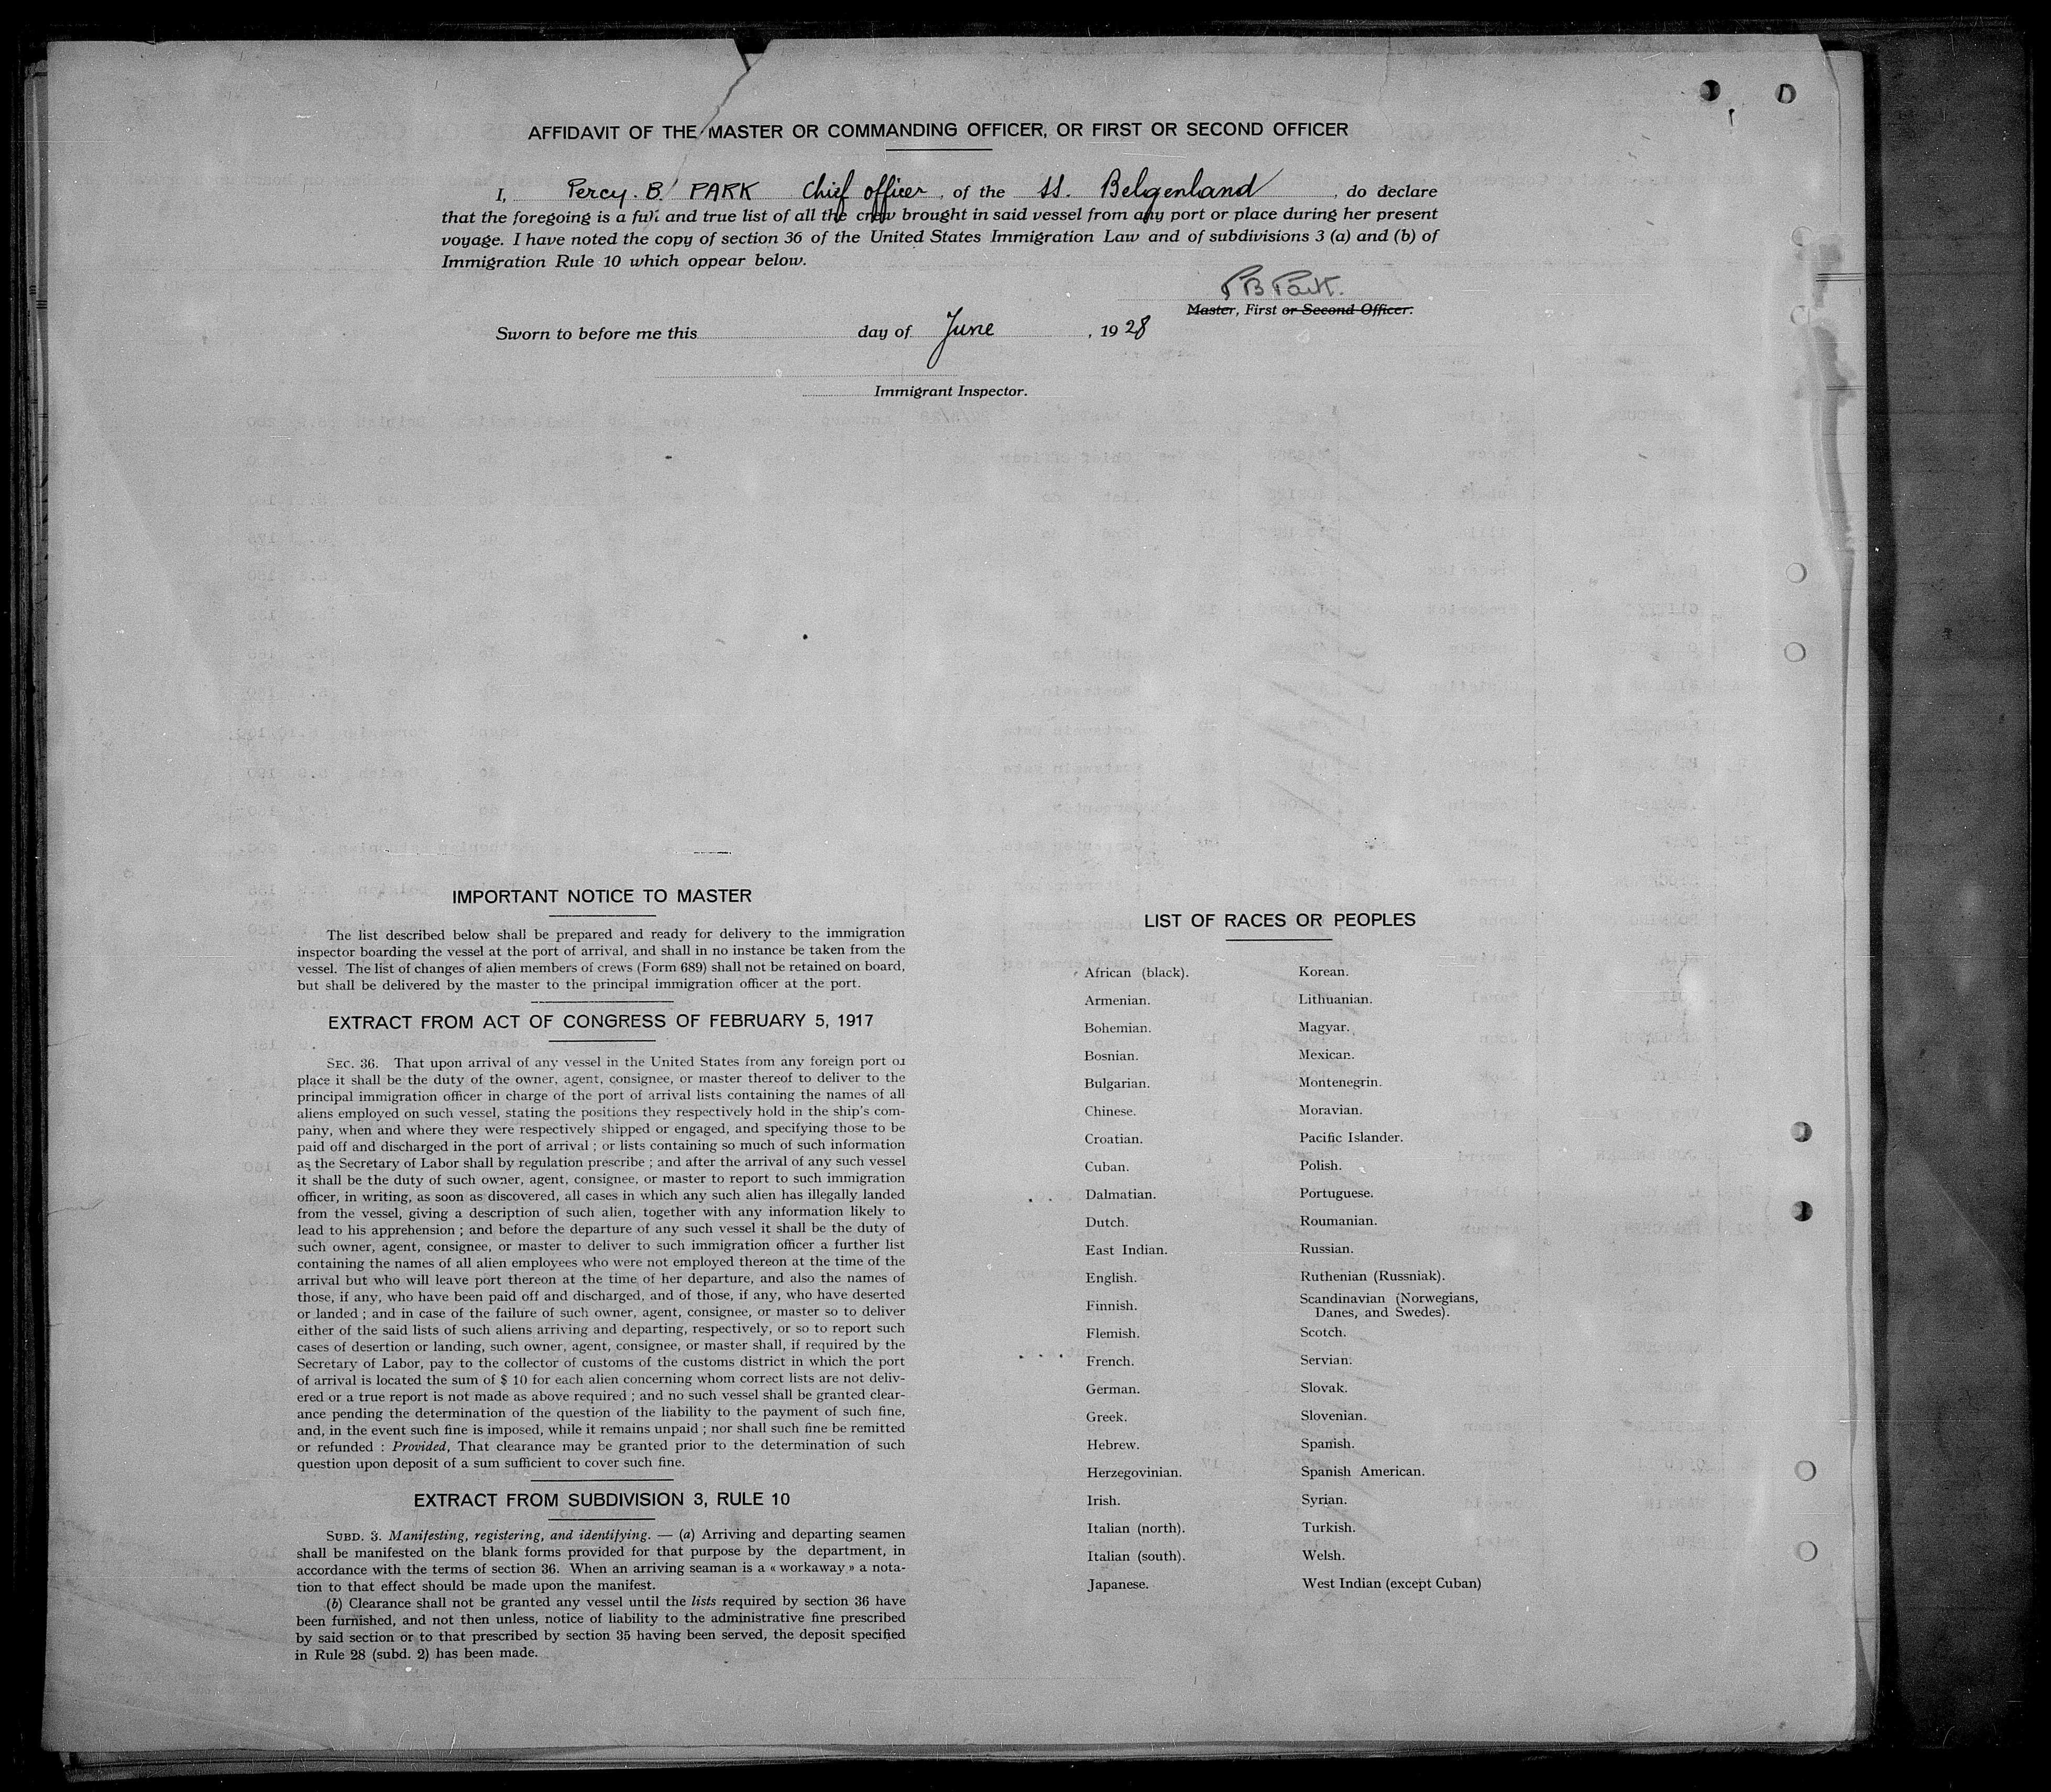 AFFIDAVIT OF THE MASTER OR COMMANDING OFFICER, OR FIRST OR SECOND OFFICER
I, Percy. B. PARK Chief officer, of the SS. Belgenland, do declare
that the foregoing is a full and true list of all the crew brought in said vessel from any port or place during her present
voyage. I have noted the copy of section 36 of the United States Immigration Law and of subdivisions 3 (a) and (b) of
Immigration Rule 10 which oppear below.
P B Park.
Master, First or Second Officer.
Sworn to before me this day of June, 1928
Immigrant Inspector.
IMPORTANT NOTICE TO MASTER
The list described below shall be prepared and ready for delivery to the immigration
inspector boarding the vessel at the port of arrival, and shall in no instance be taken from the
vessel. The list of changes of alien members of crews (Form 689) shall not be retained on board,
but shall be delivered by the master to the principal immigration officer at the port.
EXTRACT FROM ACT OF CONGRESS OF FEBRUARY 5, 1917
SEC. 36. That upon arrival of any vessel in the United States from any foreign port or
place it shall be the duty of the owner, agent, consignee, or master thereof to deliver to the
principal immigration officer in charge of the port of arrival lists containing the names of all
aliens employed on such vessel, stating the positions they respectively hold in the ship's com-
pany, when and where they were respectively shipped or engaged, and specifying those to be
paid off and discharged in the port of arrival ; or lists containing so much of such information
as the Secretary of Labor shall by regulation prescribe ; and after the arrival of any such vessel
it shall be the duty of such owner, agent, consignee, or master to report to such immigration
officer, in writing, as soon as discovered, all cases in which any such alien has illegally landed
from the vessel, giving a description of such alien, together with any information likely to
lead to his apprehension ; and before the departure of any such vessel it shall be the duty of
such owner, agent, consignee, or master to deliver to such immigration officer a further list
containing the names of all alien employees who were not employed thereon at the time of the
arrival but who will leave port thereon at the time of her departure, and also the names of
those, if any, who have been paid off and discharged, and of those, if any, who have deserted
or landed ; and in case of the failure of such owner, agent, consignee, or master so to deliver
either of the said lists of such aliens arriving and departing, respectively, or so to report such
cases of desertion or landing, such owner, agent, consignee, or master shall, if required by the
Secretary of Labor, pay to the collector of customs of the customs district in which the port
of arrival is located the sum of $ 10 for each alien concerning whom correct lists are not deliv-
ered or a true report is not made as above required ; and no such vessel shall be granted clear-
ance pending the determination of the question of the liability to the payment of such fine,
and, in the event such fine is imposed, while it remains unpaid ; nor shall such fine be remitted
or refunded : Provided, That clearance may be granted prior to the determination of such
question upon deposit of a sum sufficient to cover such fine.
EXTRACT FROM SUBDIVISION 3, RULE 10
SUBD. 3. Manifesting, registering, and identifying. — (a) Arriving and departing seamen
shall be manifested on the blank forms provided for that purpose by the department, in
accordance with the terms of section 36. When an arriving seaman is a « workaway » a nota-
tion to that effect should be made upon the manifest.
(b) Clearance shall not be granted any vessel until the lists required by section 36 have
been furnished, and not then unless, notice of liability to the administrative fine prescribed
by said section or to that prescribed by section 35 having been served, the deposit specified
in Rule 28 (subd. 2) has been made.
LIST OF RACES OR PEOPLES
African (black).
Armenian.
Bohemian.
Bosnian.
Bulgarian.
Chinese.
Croatian.
Cuban.
Dalmatian.
Dutch.
East Indian.
English.
Finnish.
Flemish.
French.
German.
Greek.
Hebrew.
Herzegovinian.
Irish.
Italian (north).
Italian (south).
Japanese.
Korean.
Lithuanian.
Magyar.
Mexican.
Montenegrin.
Moravian.
Pacific Islander.
Polish.
Portuguese.
Roumanian.
Russian.
Ruthenian (Russniak).
Scandinavian (Norwegians,
Danes, and Swedes).
Scotch.
Servian.
Slovak.
Slovenian.
Spanish.
Spanish American.
Syrian.
Turkish.
Welsh.
West Indian (except Cuban)